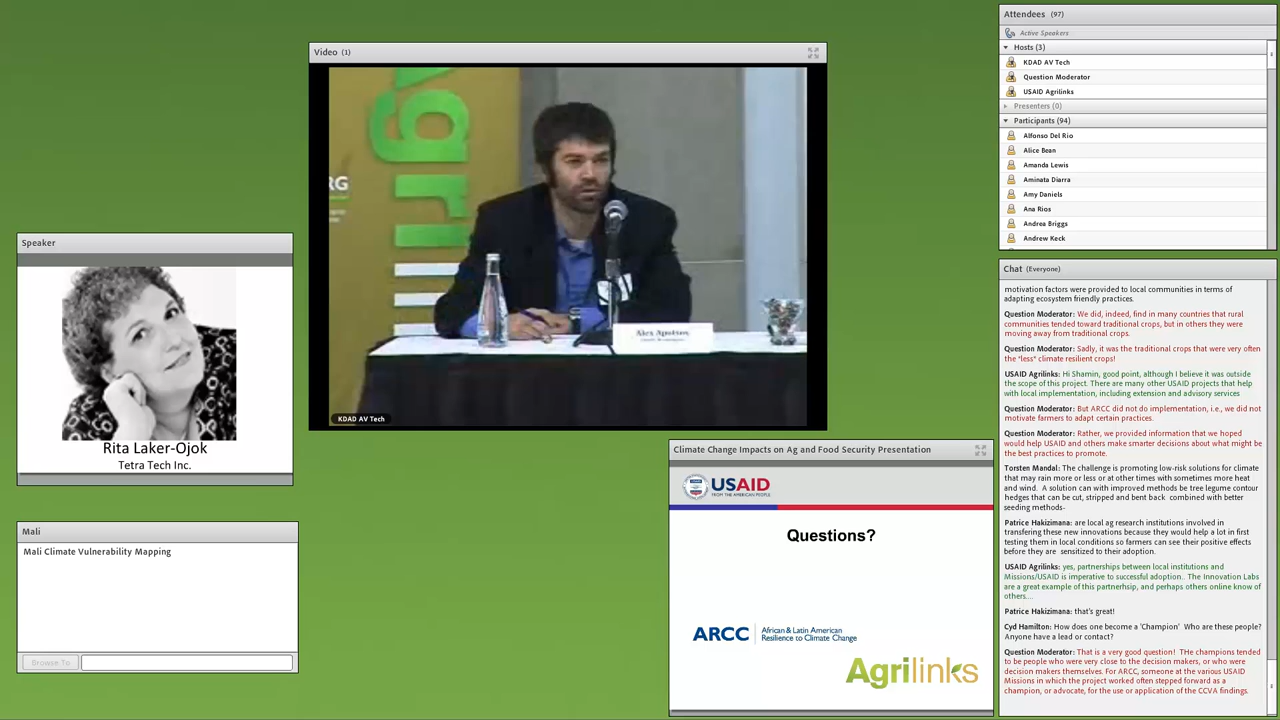 Video (1)
Agri
RG
KDAD AV Tech
Speaker
Rita Laker-Ojok
Tetra Tech Inc.
Mali
Mali Climate Vulnerability Mapping
Browse To
Climate Change Impacts on Ag and Food Security Presentation
USAID
FROM THE AMERICAN PEOPLE
Questions?
ARCC African & Latin American
Resilience to Climate Change
Agrilinks
Attendees (97)
Active Speakers
Hosts (3)
KDAD AV Tech
Question Moderator
USAID Agrilinks
Presenters (0)
Participants (94)
Alfonso Del Rio
Alice Bean
Amanda Lewis
Aminata Diarra
Amy Daniels
Ana Rios
Andrea Briggs
Andrew Keck
Chat (Everyone)
motivation factors were provided to local communities in terms of
adapting ecosystem friendly practices.
Question Moderator: We did, indeed, find in many countries that rural
communities tended toward traditional crops, but in others they were
moving away from traditional crops.
Question Moderator: Sadly, it was the traditional crops that were very often
the *less* climate resilient crops!
USAID Agrilinks: Hi Shamin, good point, although I believe it was outside
the scope of this project. There are many other USAID projects that help
with local implementation, including extension and advisory services
Question Moderator: But ARCC did not do implementation, i.e., we did not
motivate farmers to adapt certain practices.
Question Moderator: Rather, we provided information that we hoped
would help USAID and others make smarter decisions about what might be
the best practices to promote.
Torsten Mandal: The challenge is promoting low-risk solutions for climate
that may rain more or less or at other times with sometimes more heat
and wind. A solution can with improved methods be tree legume contour
hedges that can be cut, stripped and bent back combined with better
seeding methods-
Patrice Hakizimana: are local ag research institutions involved in
transfering these new innovations because they would help a lot in first
testing them in local conditions so farmers can see their positive effects
before they are sensitized to their adoption.
USAID Agrilinks: yes, partnerships between local institutions and
Missions/USAID is imperative to successful adoption.. The Innovation Labs
are a great example of this partnerhsip, and perhaps others online know of
others....
Patrice Hakizimana: that's great!
Cyd Hamilton: How does one become a 'Champion' Who are these people?
Anyone have a lead or contact?
Question Moderator: That is a very good question! The champions tended
to be people who were very close to the decision makers, or who were
decision makers themselves. For ARCC, someone at the various USAID
Missions in which the project worked often stepped forward as a
champion, or advocate, for the use or application of the CCVA findings.